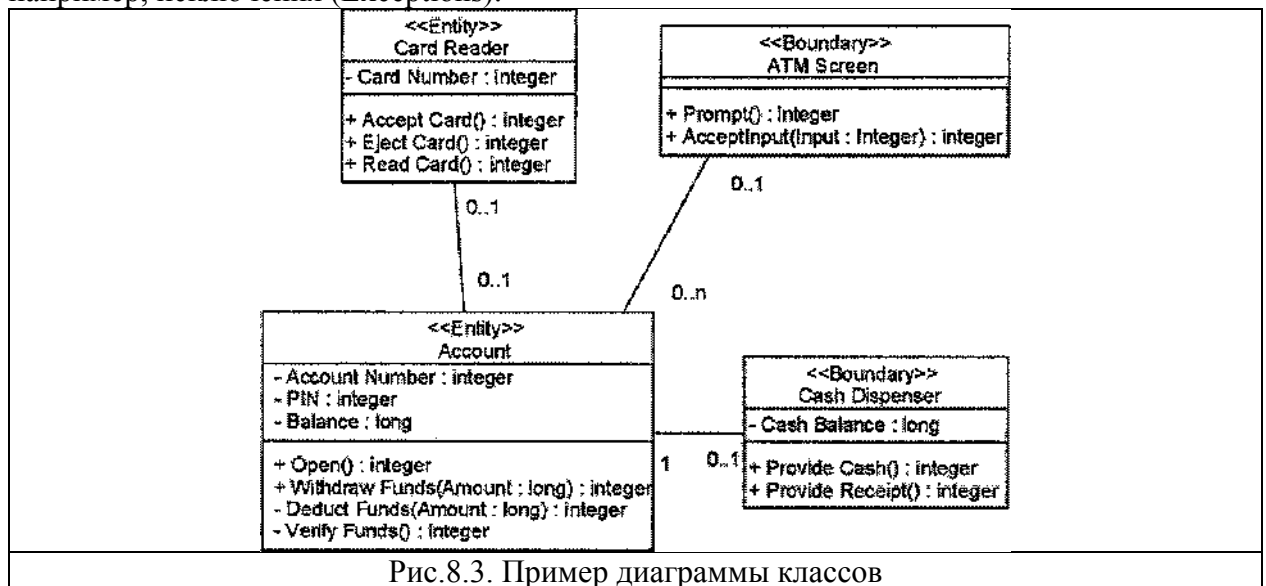 например, исключения (Exceptions).
<<Entity>>
Card Reader
- Card Number : integer
+ Accept Card() : integer
+ Eject Card() : integer
+ Read Card() : integer
<<Boundary>>
ATM Screen
+ Prompt() : integer
+ AcceptInput(Input : Integer) : integer
0..1
0..1
0..1
0..n
<<Entity>>
Account
- Account Number : integer
- PIN : integer
- Balance : long
+ Open() : integer
+ Withdraw Funds(Amount : long) : integer
- Deduct Funds(Amount : long) : integer
- Verify Funds() : integer
1
0..1
<<Boundary>>
Cash Dispenser
- Cash Balance : long
+ Provide Cash() : integer
+ Provide Receipt() : integer
Рис.8.3. Пример диаграммы классов